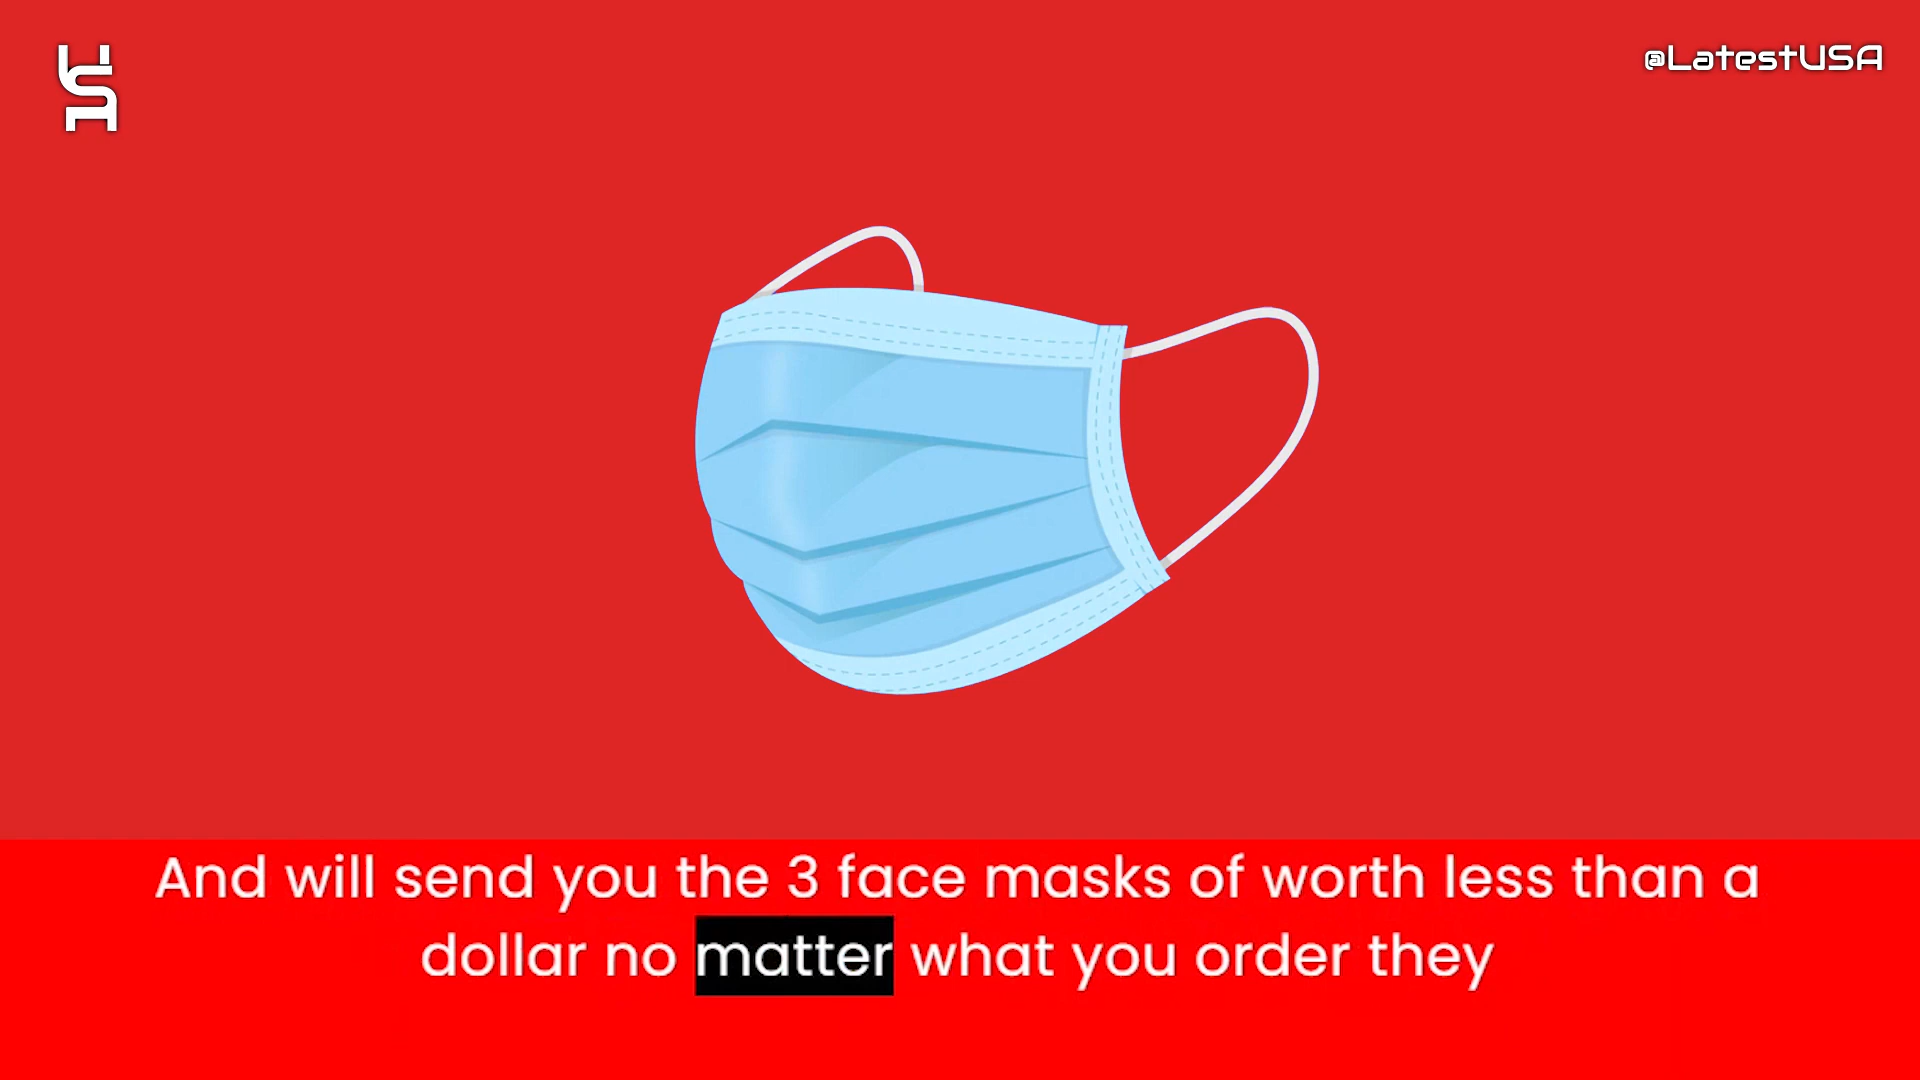 USA
@LatestUSA
And will send you the 3 face masks of worth less than a
dollar no matter what you order they